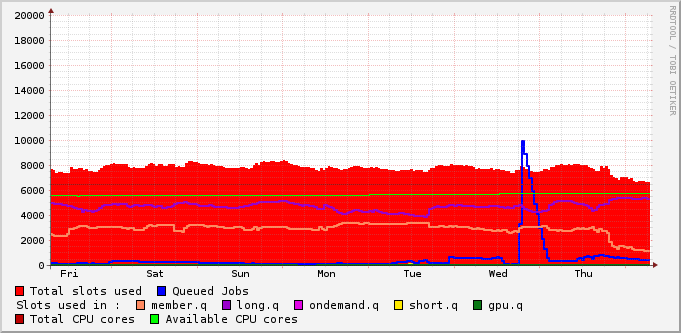 20000
18000
16000
14000
12000
10000
8000
6000
4000
2000
0
Fri Sat Sun Mon Tue Wed Thu
Total slots used Queued Jobs
Slots used in : member.q long.q ondemand.q short.q gpu.q
Total CPU cores Available CPU cores
RRDTOOL / TOBI OETIKER